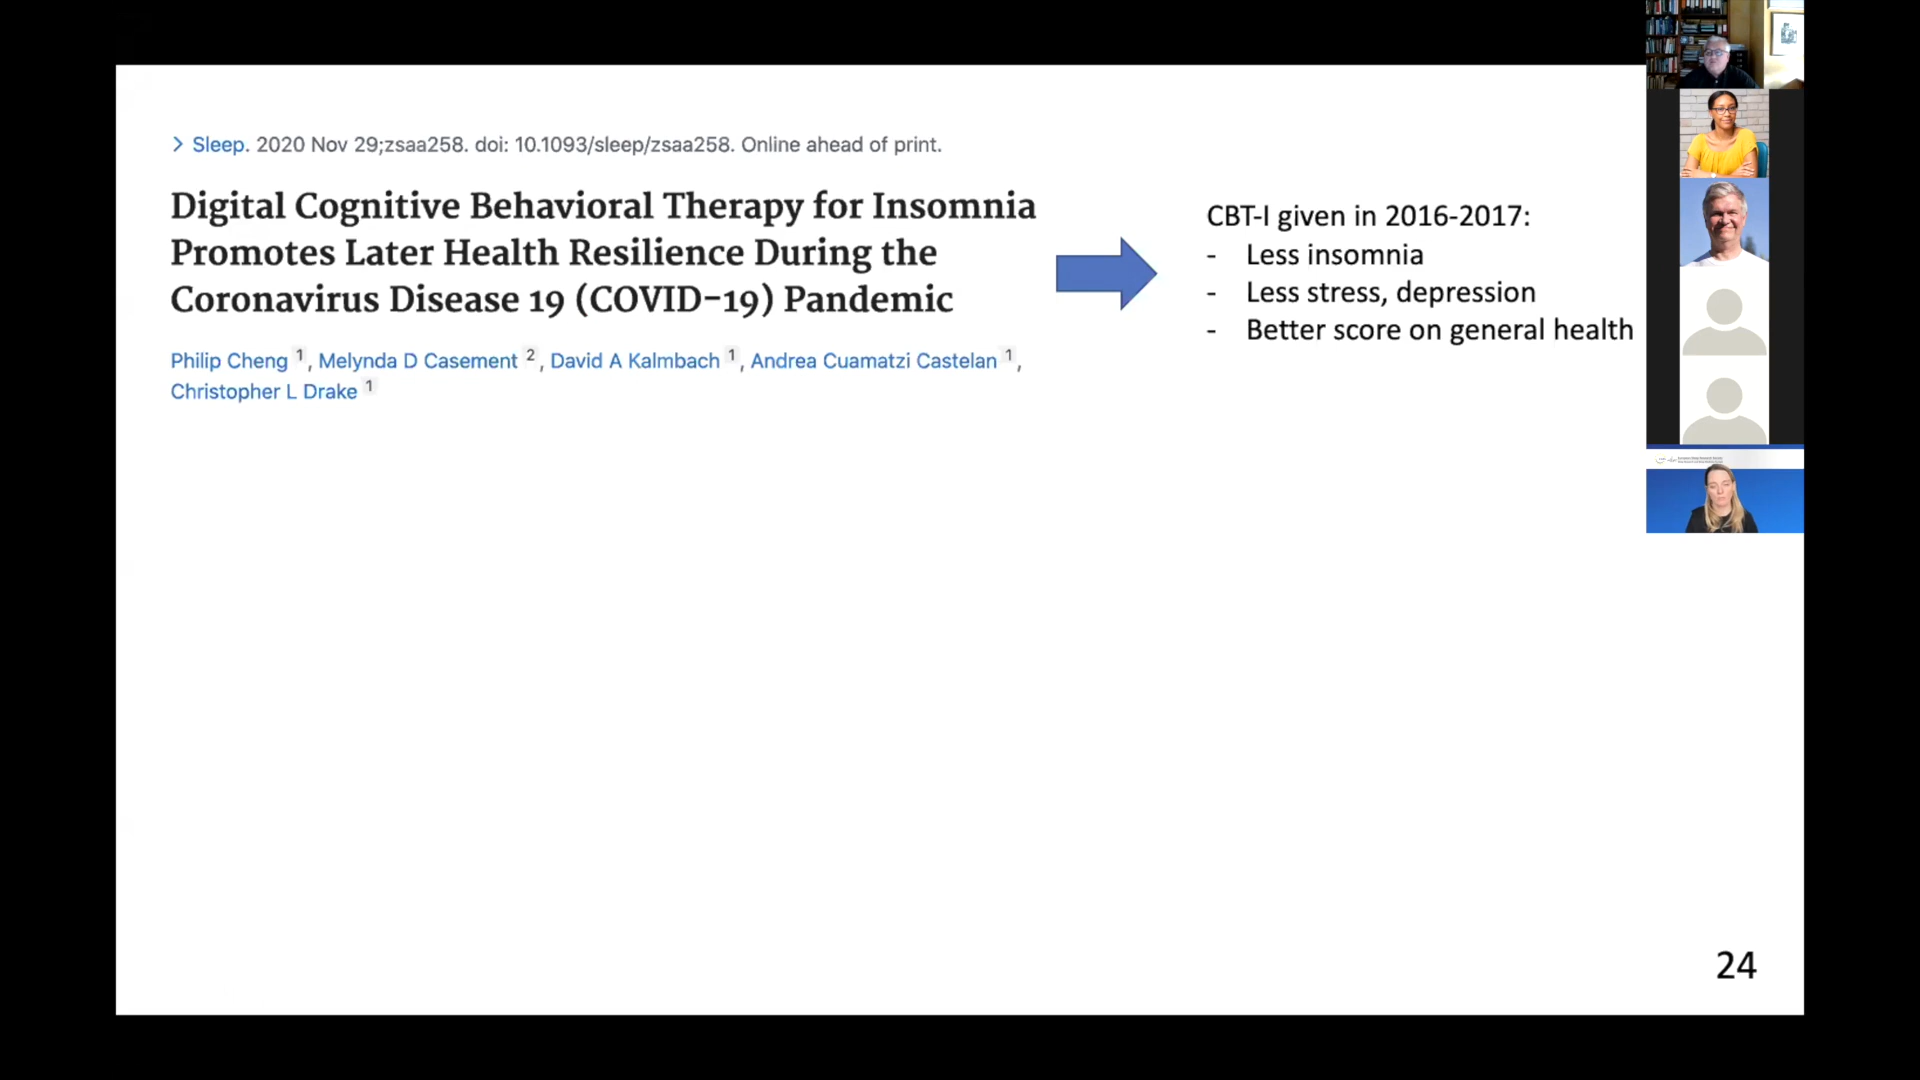 > Sleep. 2020 Nov 29;zsaa258. doi: 10.1093/sleep/zsaa258. Online ahead of print.
Digital Cognitive Behavioral Therapy for Insomnia
Promotes Later Health Resilience During the
Coronavirus Disease 19 (COVID-19) Pandemic
Philip Cheng 1, Melynda D Casement 2, David A Kalmbach 1, Andrea Cuamatzi Castelan 1,
Christopher L Drake 1
CBT-I given in 2016-2017:
- Less insomnia
- Less stress, depression
- Better score on general health
24